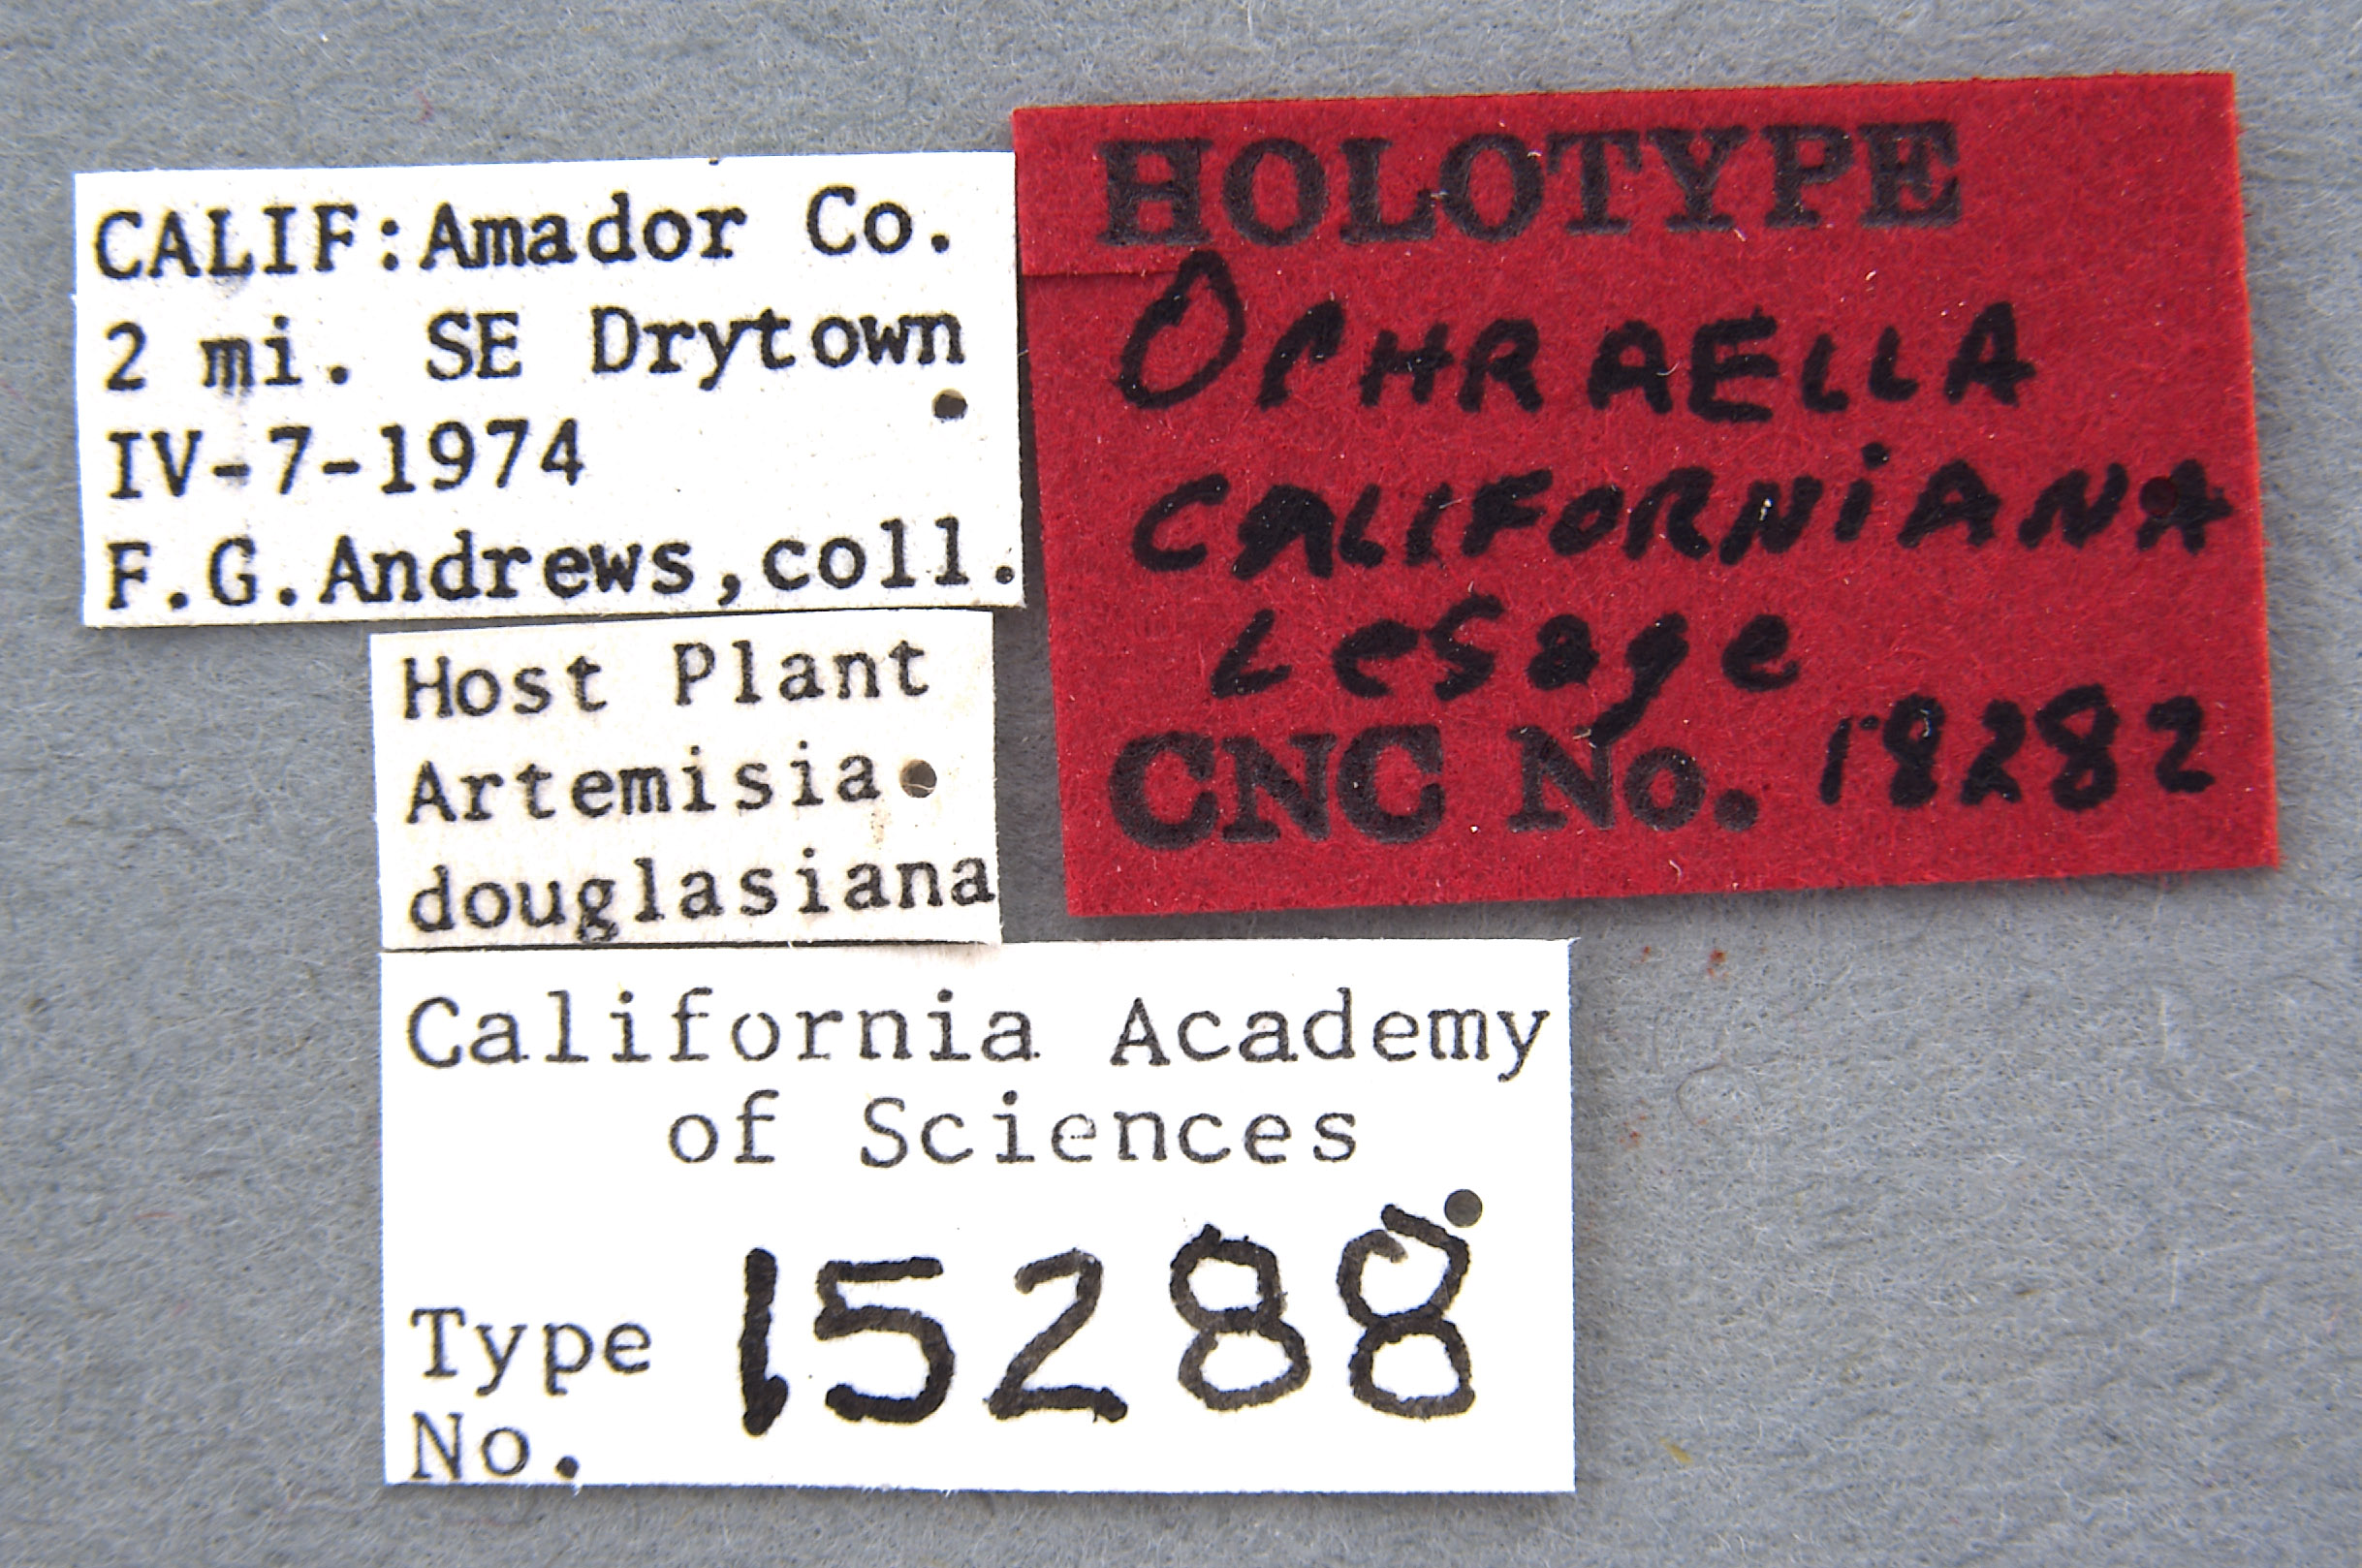 CALIF:Amador Co.
2 mi. SE Drytown
IV-7-1974
F.G.Andrews,coll.
Host Plant
Artemisia
douglasiana
HOLOTYPE
OPHRAELLA
CALIFORNiANA
LeSage
CNC No. 18282
California Academy
of Sciences
Type
No. 15288